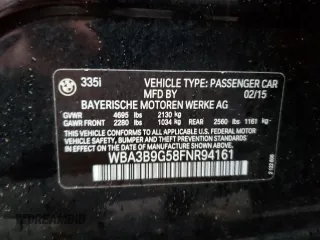 335i VEHICLE TYPE: PASSENGER CAR
MFD BY 02/15
BAYERISCHE MOTOREN WERKE AG
GVWR 4695 lbs 2130 kg
GAWR FRONT 2280 lbs 1034 kg REAR 2560 lbs 1161 kg
THIS VEHICLE CONFORMS TO ALL APPLICABLE FEDERAL
MOTOR VEHICLE SAFETY, BUMPER, AND THEFT PREVENTION
STANDARDS IN EFFECT ON THE DATE OF MANUFACTURE
SHOWN ABOVE.
WBA3B9G58FNR94161